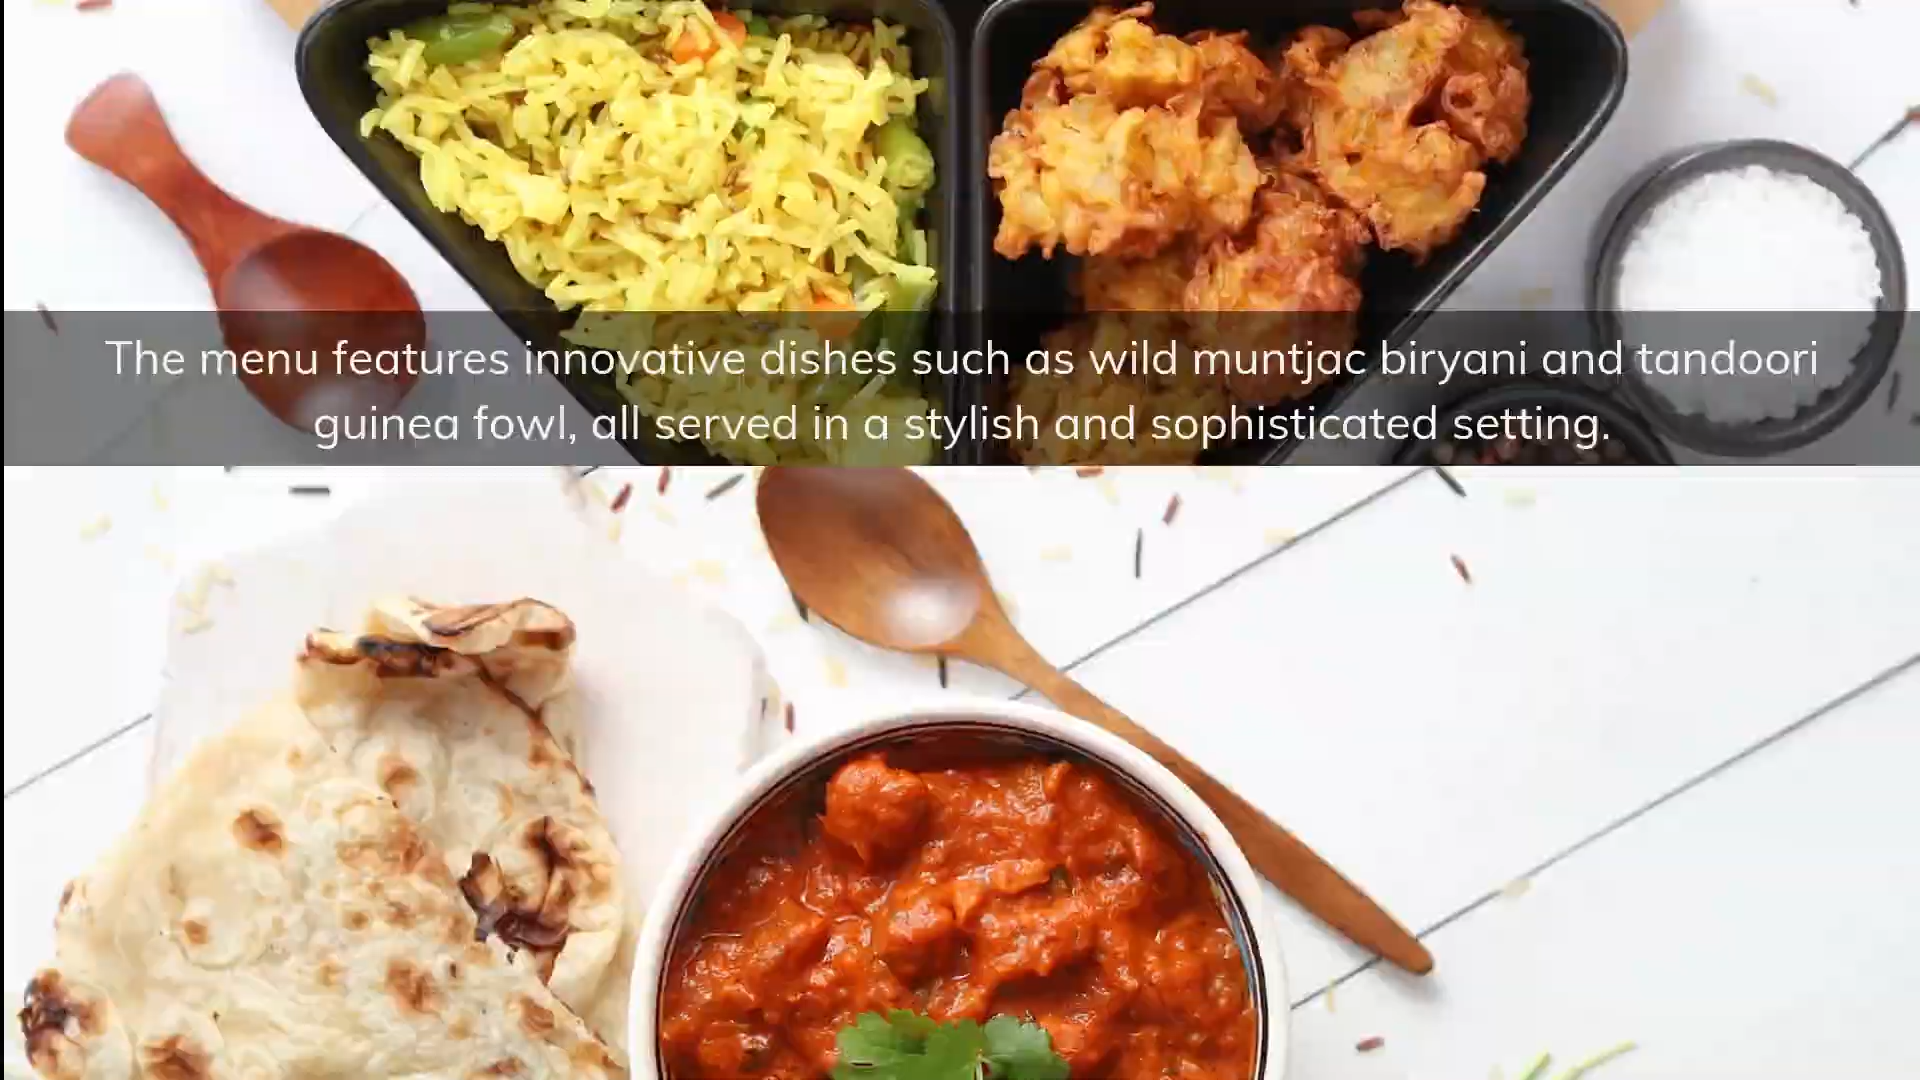 The menu features innovative dishes such as wild muntjac biryani and tandoori
guinea fowl, all served in a stylish and sophisticated setting.